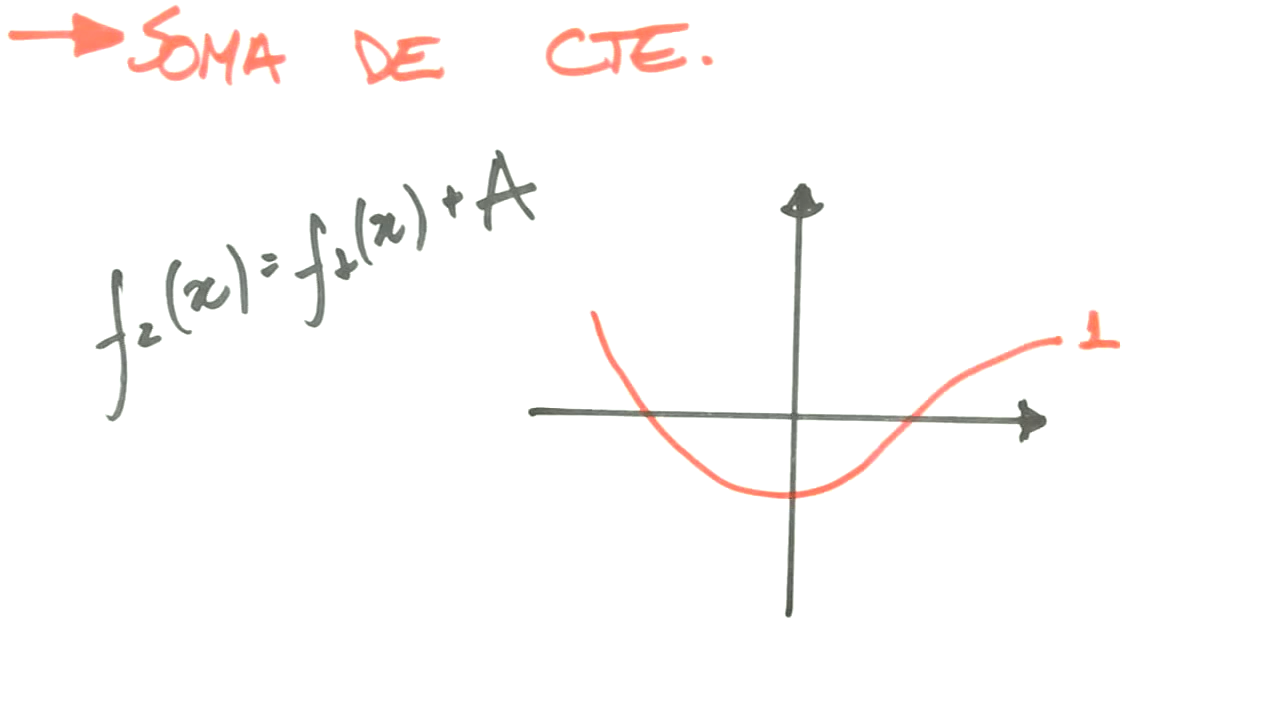 SOMA DE CTE.
f₂(x) = f₁(x) + A
1